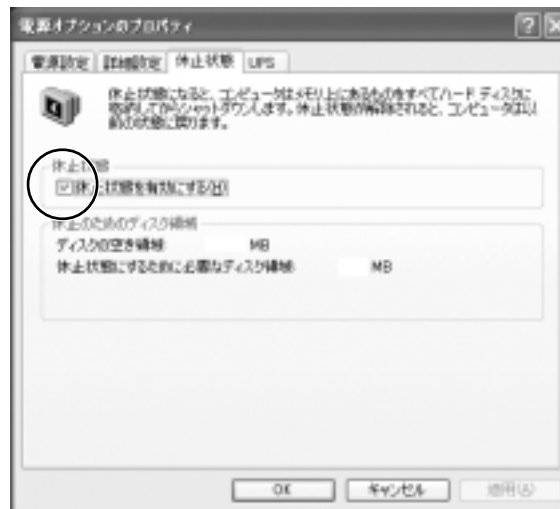 電源オプションのプロパティ
電源設定 詳細設定 休止状態 UPS
休止状態になると、コンピュータはメモリ上にあるものをすべてハード ディスクに
格納してからシャットダウンします。休止状態が解除されると、コンピュータは以
前の状態に戻ります。
休止状態
休止状態を有効にする(H)
休止のためのディスク領域
ディスクの空き領域: MB
休止状態にするために必要なディスク領域: MB
OK キャンセル 適用(A)